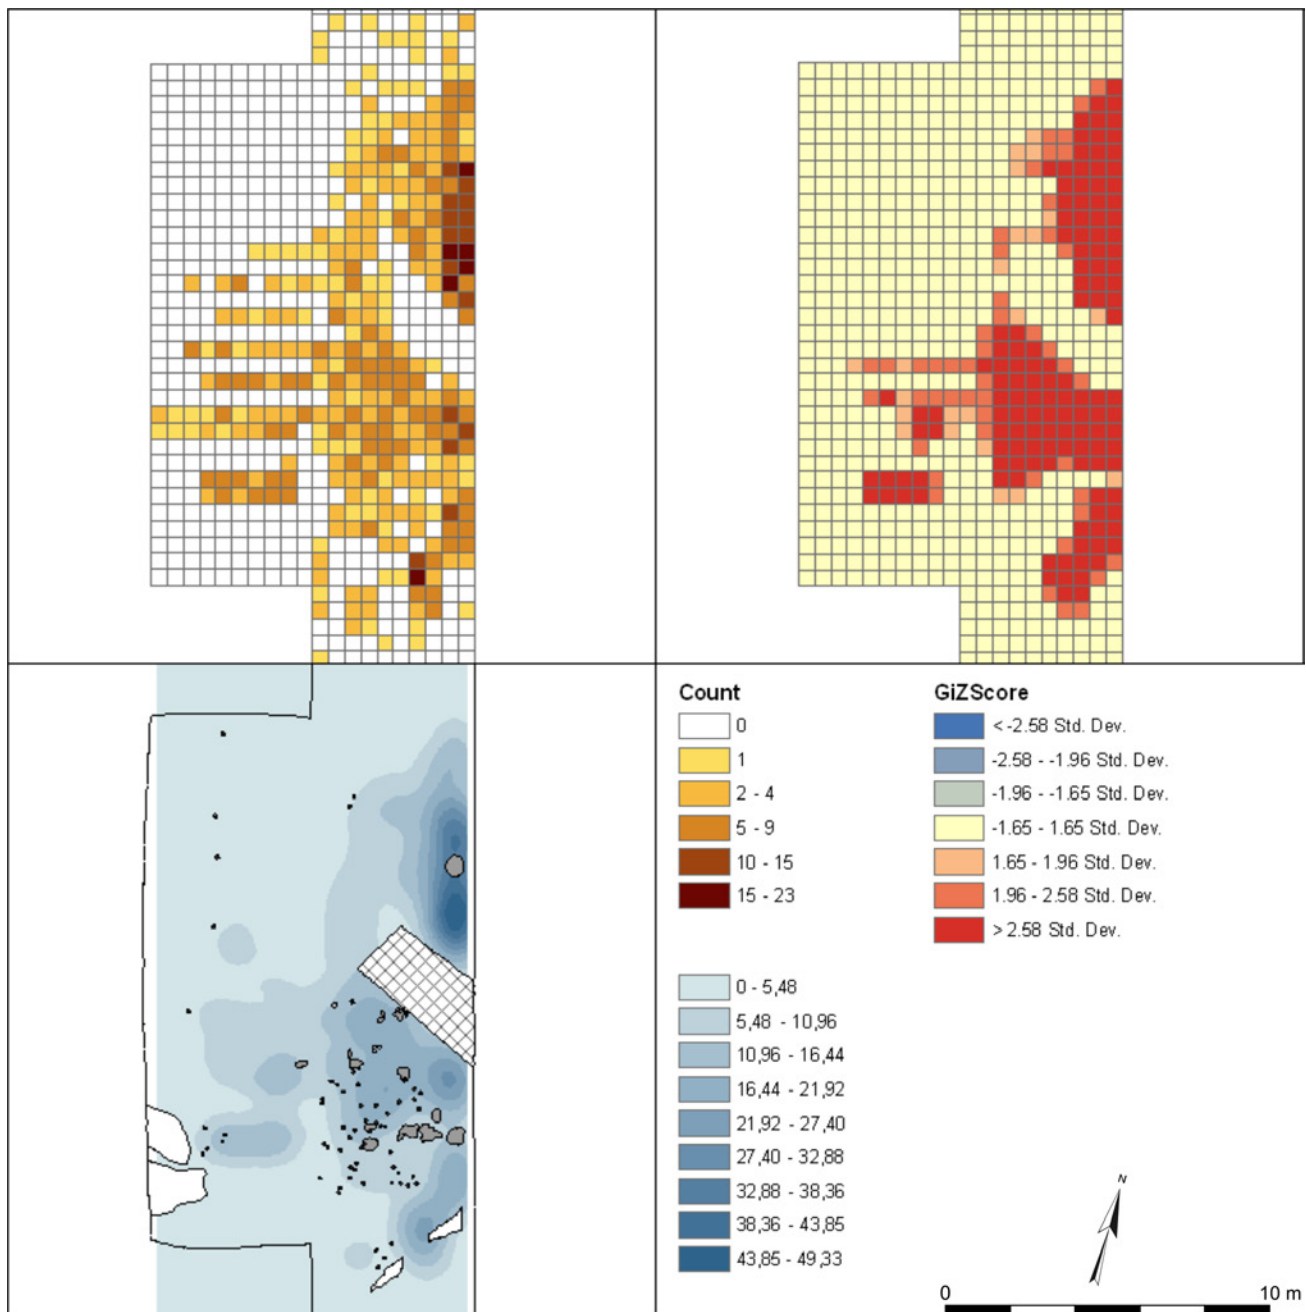 Count
0
1
2 - 4
5 - 9
10 - 15
15 - 23
GiZScore
< -2.58 Std. Dev.
-2.58 - -1.96 Std. Dev.
-1.96 - -1.65 Std. Dev.
-1.65 - 1.65 Std. Dev.
1.65 - 1.96 Std. Dev.
1.96 - 2.58 Std. Dev.
> 2.58 Std. Dev.
0 - 5,48
5,48 - 10,96
10,96 - 16,44
16,44 - 21,92
21,92 - 27,40
27,40 - 32,88
32,88 - 38,36
38,36 - 43,85
43,85 - 49,33
N
0 10 m